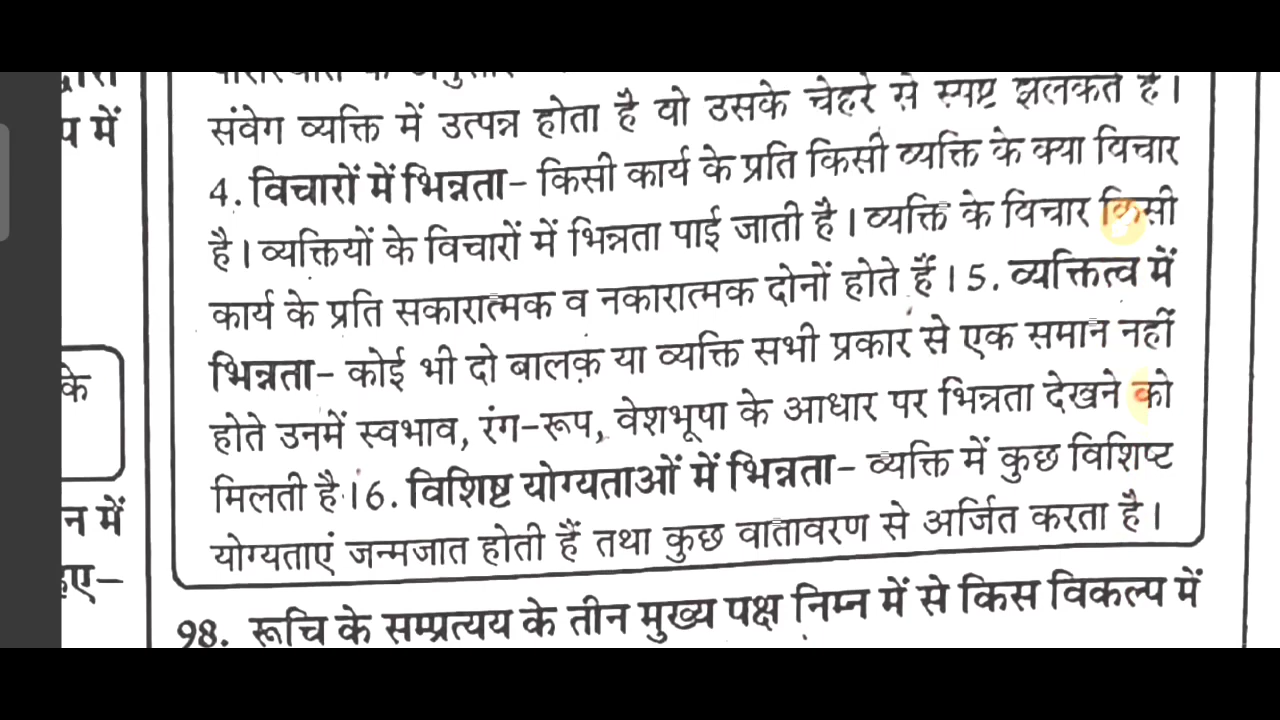 द्वारा
प में
के
न में
हए–
संवेग व्यक्ति में उत्पन्न होता है वो उसके चेहरे से स्पष्ट झलकते है।
4. विचारों में भिन्नता– किसी कार्य के प्रति किसी व्यक्ति के क्या विचार
है। व्यक्तियों के विचारों में भिन्नता पाई जाती है। व्यक्ति के विचार किसी
कार्य के प्रति सकारात्मक व नकारात्मक दोनों होते हैं। 5. व्यक्तित्व में
भिन्नता– कोई भी दो बालक या व्यक्ति सभी प्रकार से एक समान नहीं
होते उनमें स्वभाव, रंग-रूप, वेशभूषा के आधार पर भिन्नता देखने को
मिलती है। 6. विशिष्ट योग्यताओं में भिन्नता– व्यक्ति में कुछ विशिष्ट
योग्यताएं जन्मजात होती हैं तथा कुछ वातावरण से अर्जित करता है।
98. रूचि के सम्प्रत्यय के तीन मुख्य पक्ष निम्न में से किस विकल्प में